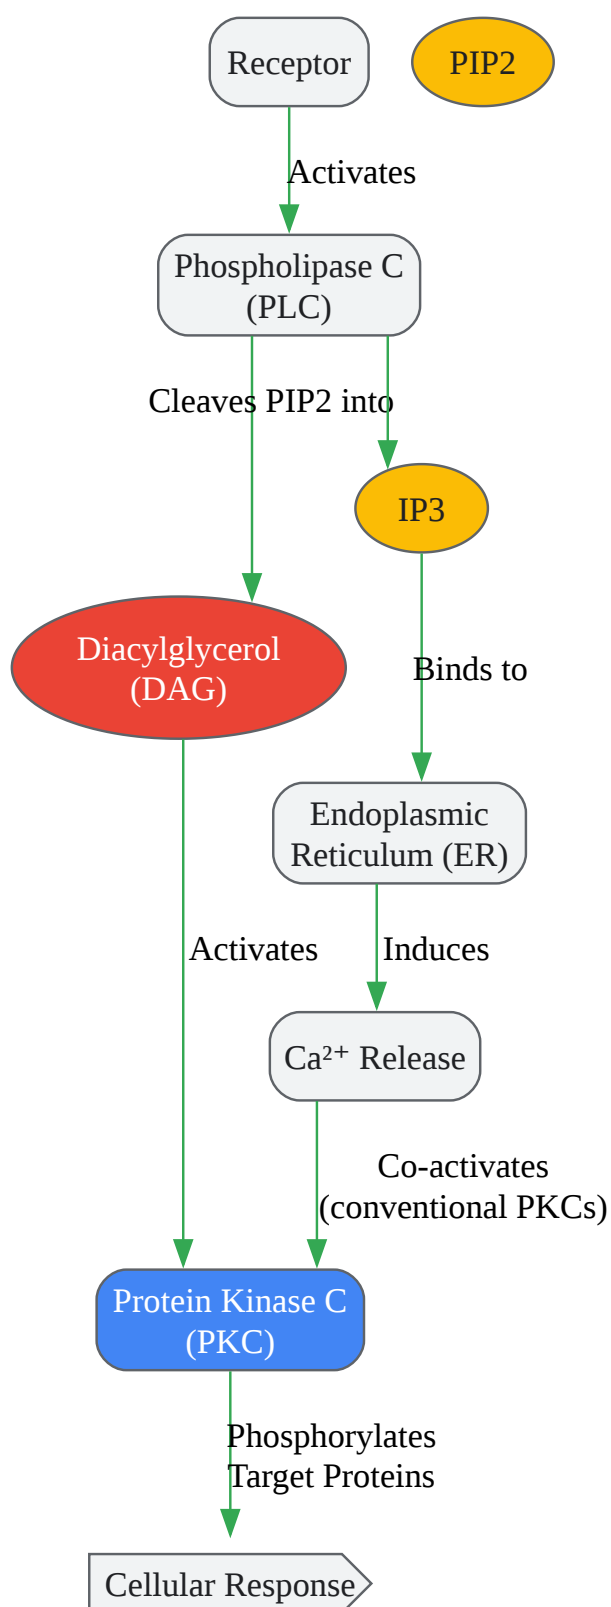 Receptor
PIP2
Activates
Phospholipase C
(PLC)
Cleaves PIP2 into
IP3
Diacylglycerol
(DAG)
Binds to
Endoplasmic
Reticulum (ER)
Activates
Induces
Ca²⁺ Release
Co-activates
(conventional PKCs)
Protein Kinase C
(PKC)
Phosphorylates
Target Proteins
Cellular Response